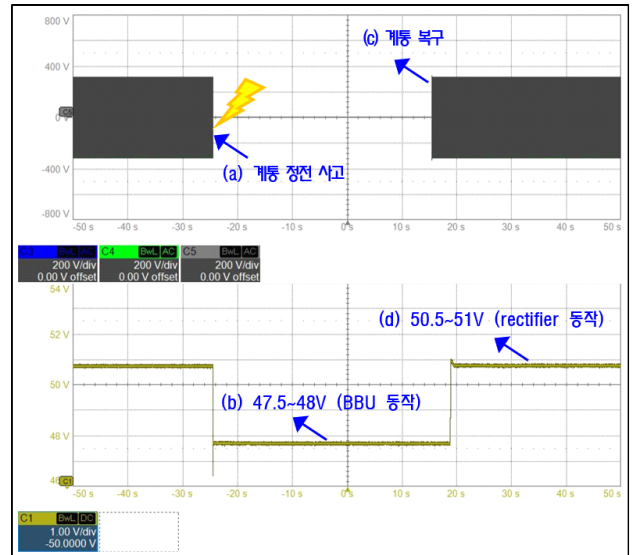 800 V
(c) 계통 복구
400 V
C5
0 V
(a) 계통 정전 사고
-400 V
-800 V
-50 s -40 s -30 s -20 s -10 s 0 s 10 s 20 s 30 s 40 s 50 s
C3 BwL DC C4 BwL AC C5 BwL AC
200 V/div 200 V/div 200 V/div
0.00 V offset 0.00 V offset 0.00 V offset
54 V
(d) 50.5~51V (rectifier 동작)
52 V
50 V
(b) 47.5~48V (BBU 동작)
48 V
46 V C1
-50 s -40 s -30 s -20 s -10 s 0 s 10 s 20 s 30 s 40 s 50 s
C1 BwL DC
1.00 V/div
-50.0000 V